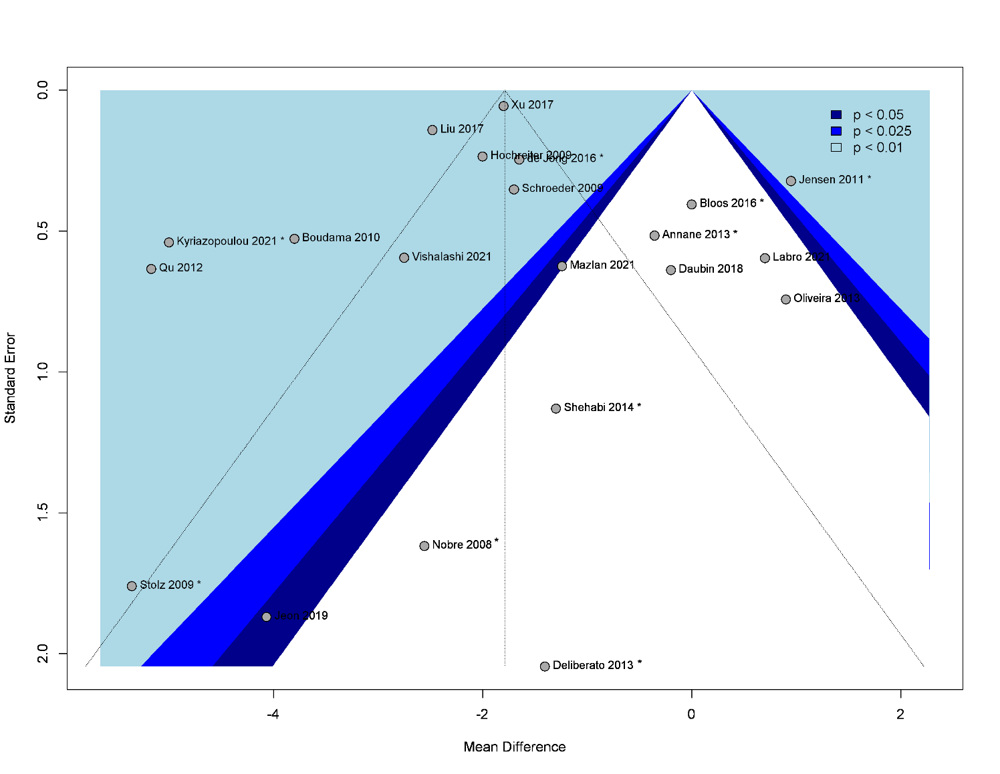 0.0
0.5
1.0
1.5
2.0
Standard Error
Xu 2017
Liu 2017
Hochreiter 2009
de Jong 2016 *
Schroeder 2009
Kyriazopoulou 2021 *
Boudama 2010
Qu 2012
Vishalashi 2021
Mazlan 2021
p < 0.05
p < 0.025
p < 0.01
Jensen 2011 *
Bloos 2016 *
Annane 2013 *
Labro 2021
Daubin 2018
Oliveira 2013
Shehabi 2014 *
Nobre 2008 *
Stolz 2009 *
Jeon 2019
Deliberato 2013 *
-4
-2
0
2
Mean Difference